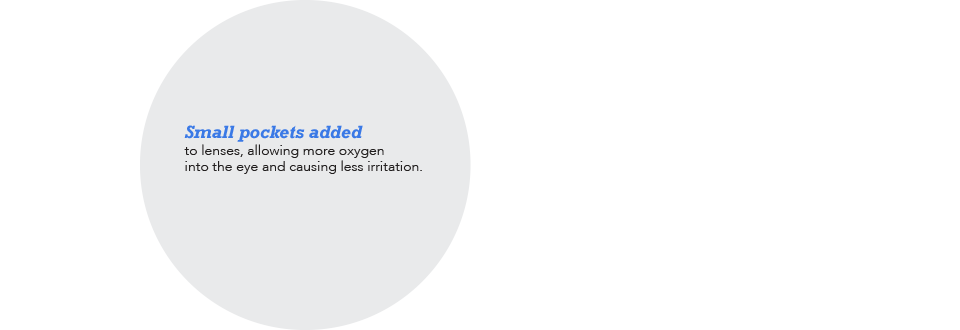 Small pockets added
to lenses, allowing more oxygen
into the eye and causing less irritation.